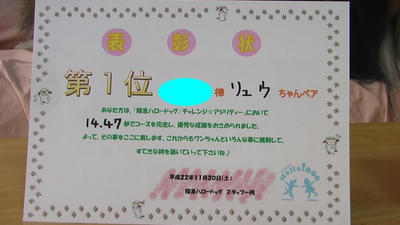 表彰状
第1位 様 リュウ ちゃんペア
あなた方は、「阪急ハロードッグ/チャレンジ☆アジリティー」において
14.47 秒でコースを完走し、優秀な成績をおさめられました。
よって、その事をここに賞します。これからもワンちゃんといろんな事に挑戦して、
すてきな絆を築いていって下さいね♪
平成22年11月20日(土)
阪急ハロードッグ スタッフ一同
Hello!DOG